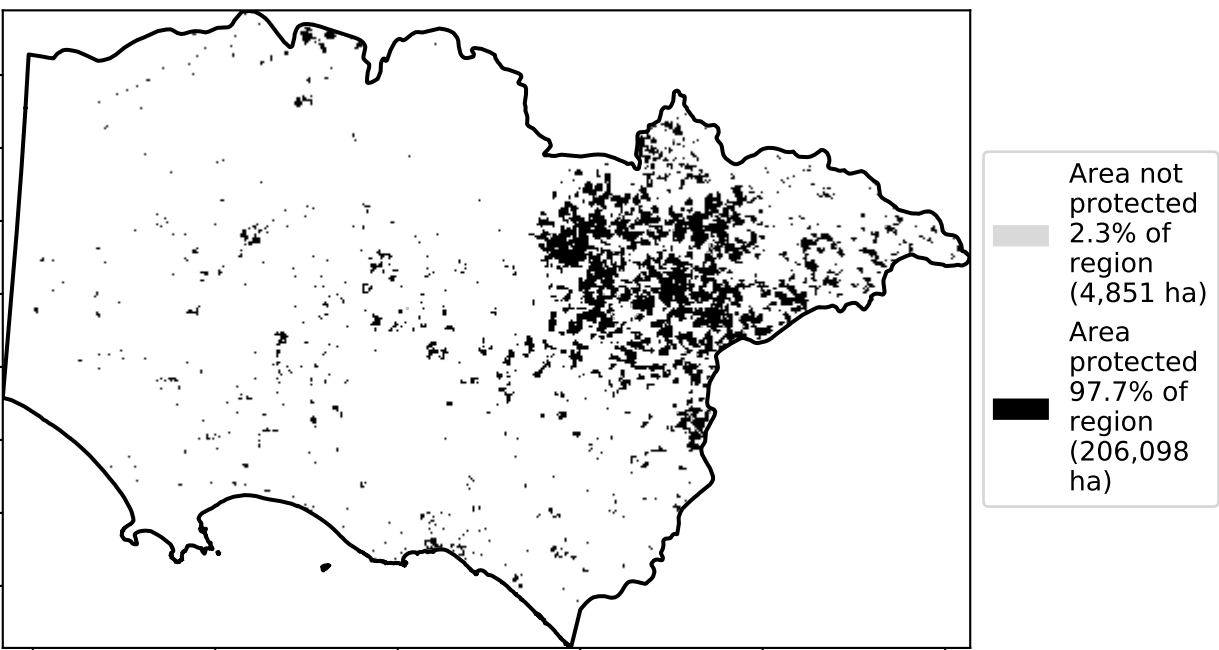 Area not
protected
2.3% of
region
(4,851 ha)
Area
protected
97.7% of
region
(206,098
ha)